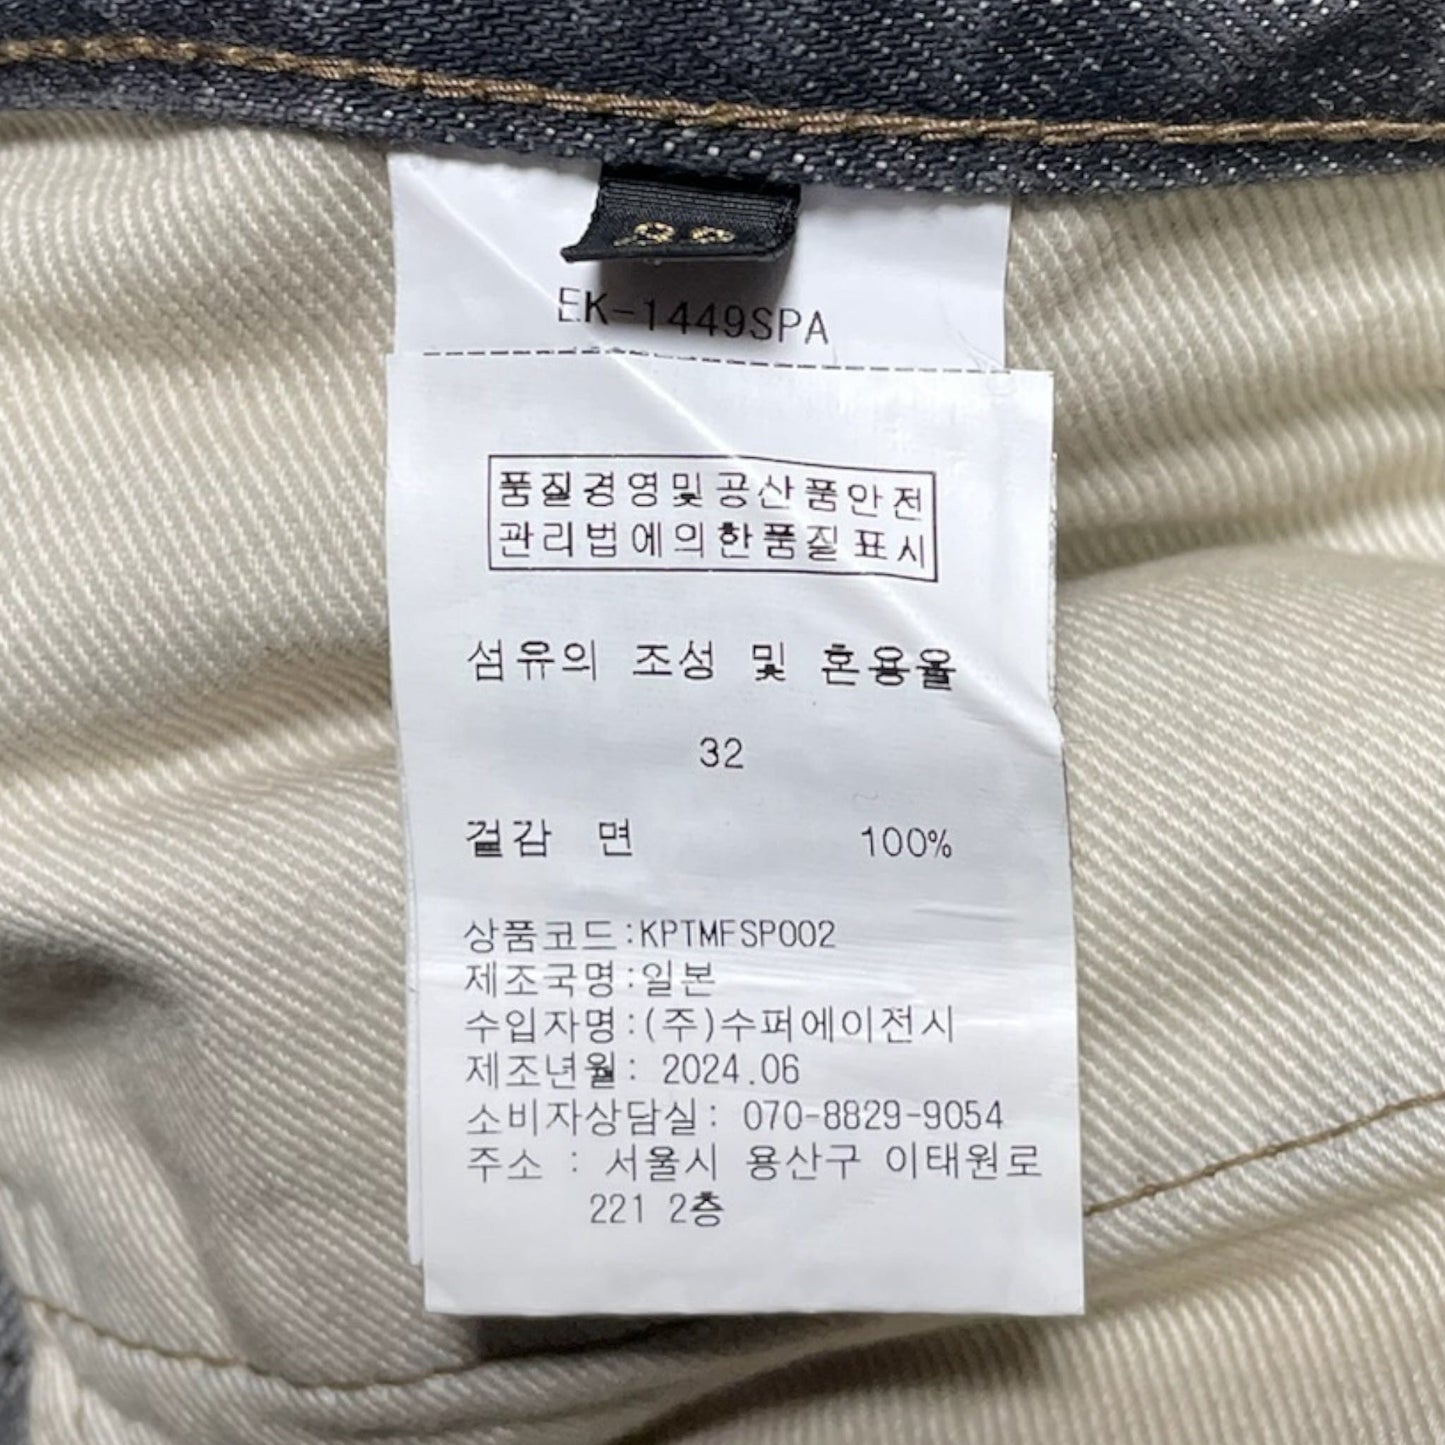 EK-1449SPA
품질경영및공산품안전
관리법에의한품질표시
섬유의 조성 및 혼용율
32
겉감 면 100%
상품코드:KPTMFSP002
제조국명:일본
수입자명:(주)수퍼에이전시
제조년월: 2024.06
소비자상담실: 070-8829-9054
주소 : 서울시 용산구 이태원로
221 2층